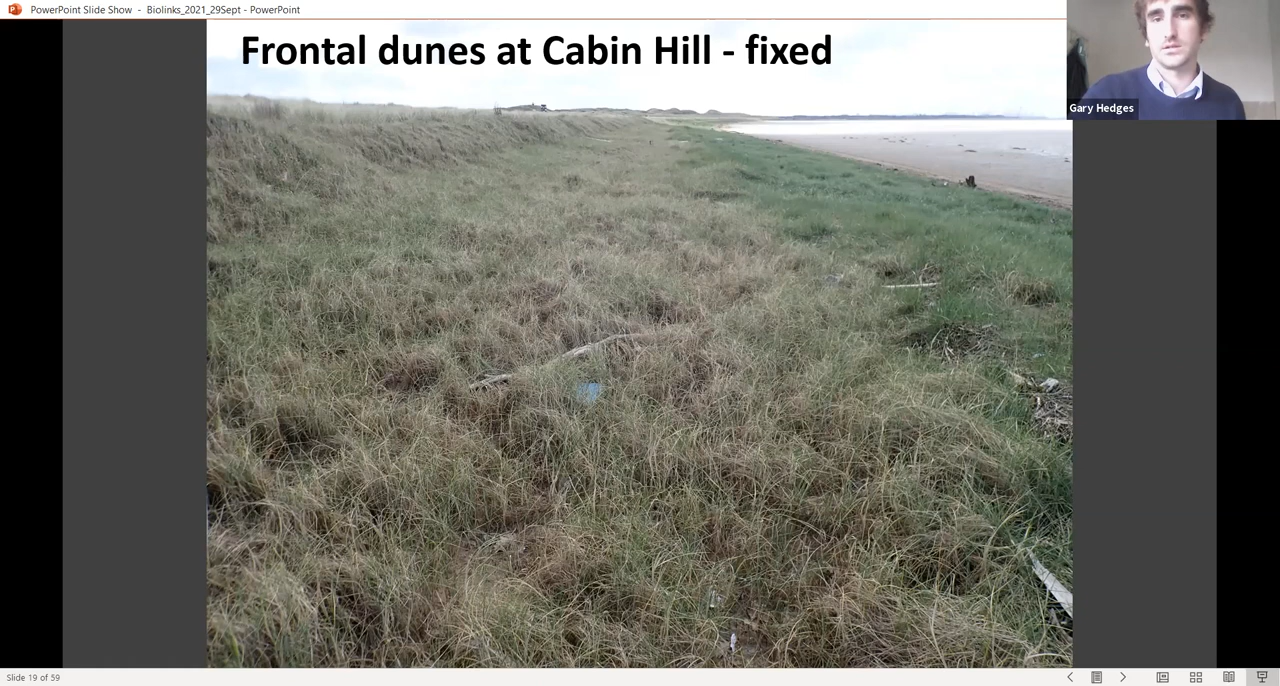 PowerPoint Slide Show - Biolinks_2021_29Sept - PowerPoint
Frontal dunes at Cabin Hill - fixed
Gary Hedges
Slide 19 of 59